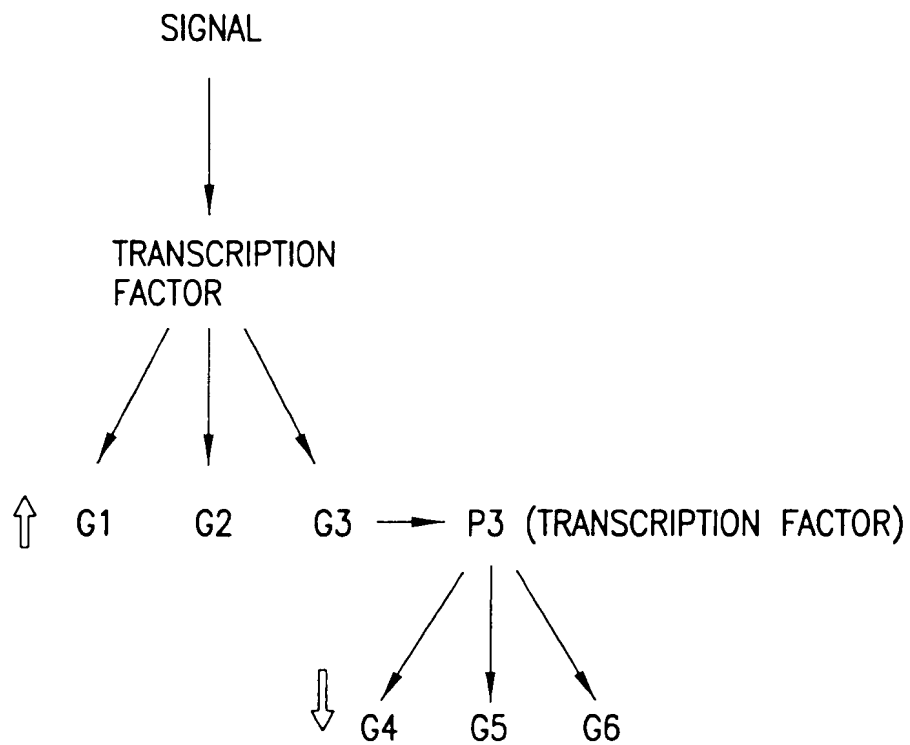 SIGNAL
TRANSCRIPTION
FACTOR
G1 G2 G3 P3 (TRANSCRIPTION FACTOR)
G4 G5 G6